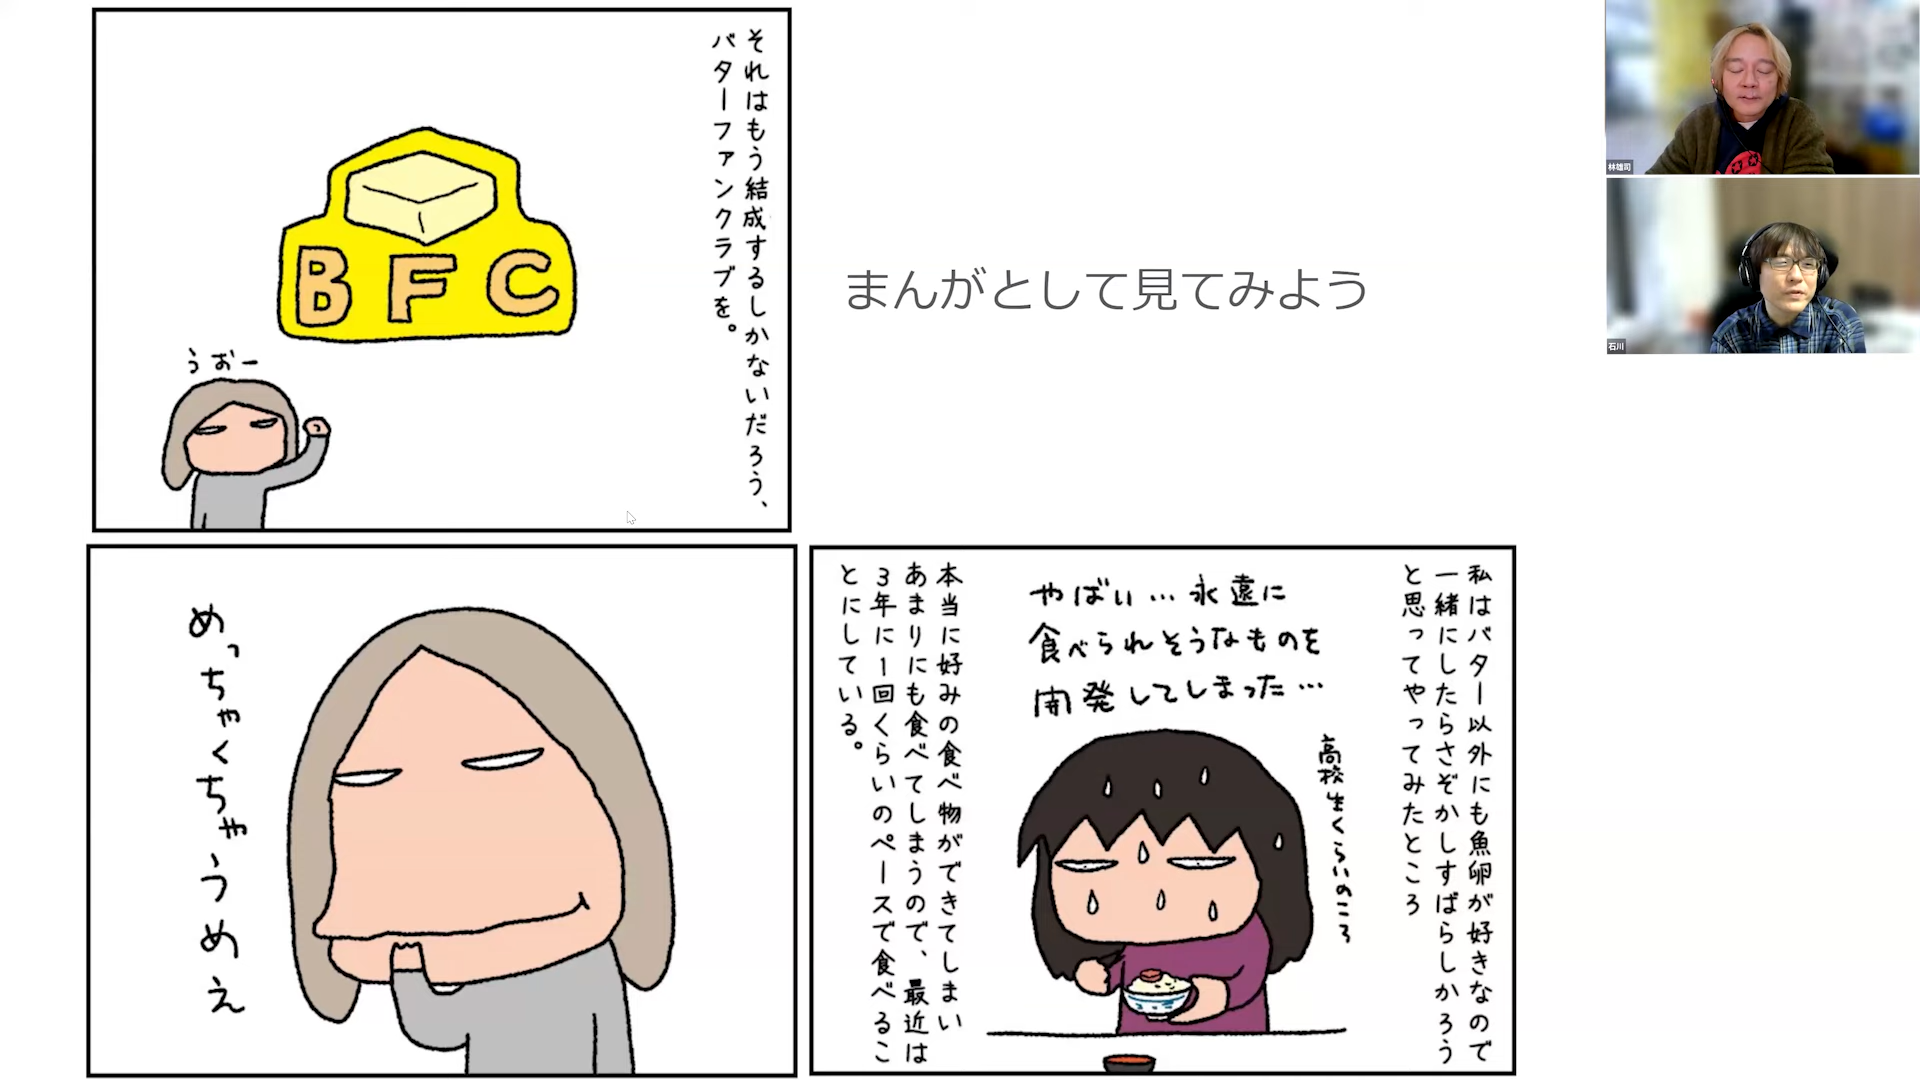 それはもう結成するしかないだろう、
バターファンクラブを。
BFC
うおー
まんがとして見てみよう
林雄司
石川
私はバター以外にも魚卵が好きなので
一緒にしたらさぞかしすばらしかろう
と思ってやってみたところ
やばい…永遠に
食べられそうなものを
開発してしまった…
高校生くらいのころ
本当に好みの食べ物ができてしまい
あまりにも食べてしまうので、最近は
3年に1回くらいのペースで食べるこ
とにしている。
めっちゃくちゃうめえ